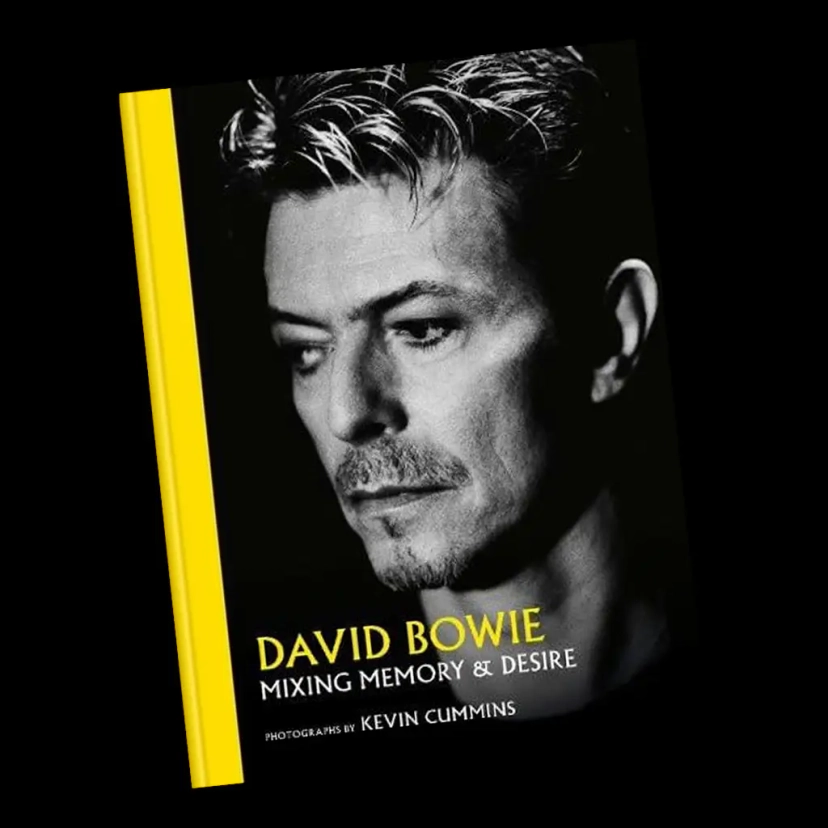 DAVID BOWIE
MIXING MEMORY & DESIRE
PHOTOGRAPHS BY KEVIN CUMMINS